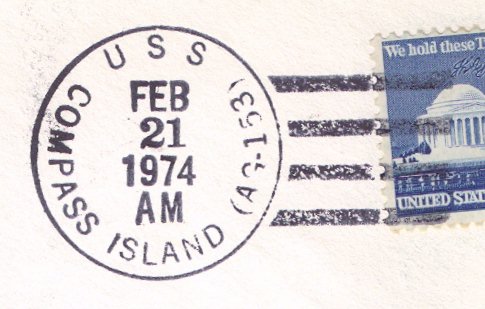 USS COMPASS ISLAND (AG-153)
FEB
21
1974
AM
We hold these T
UNITED STAT